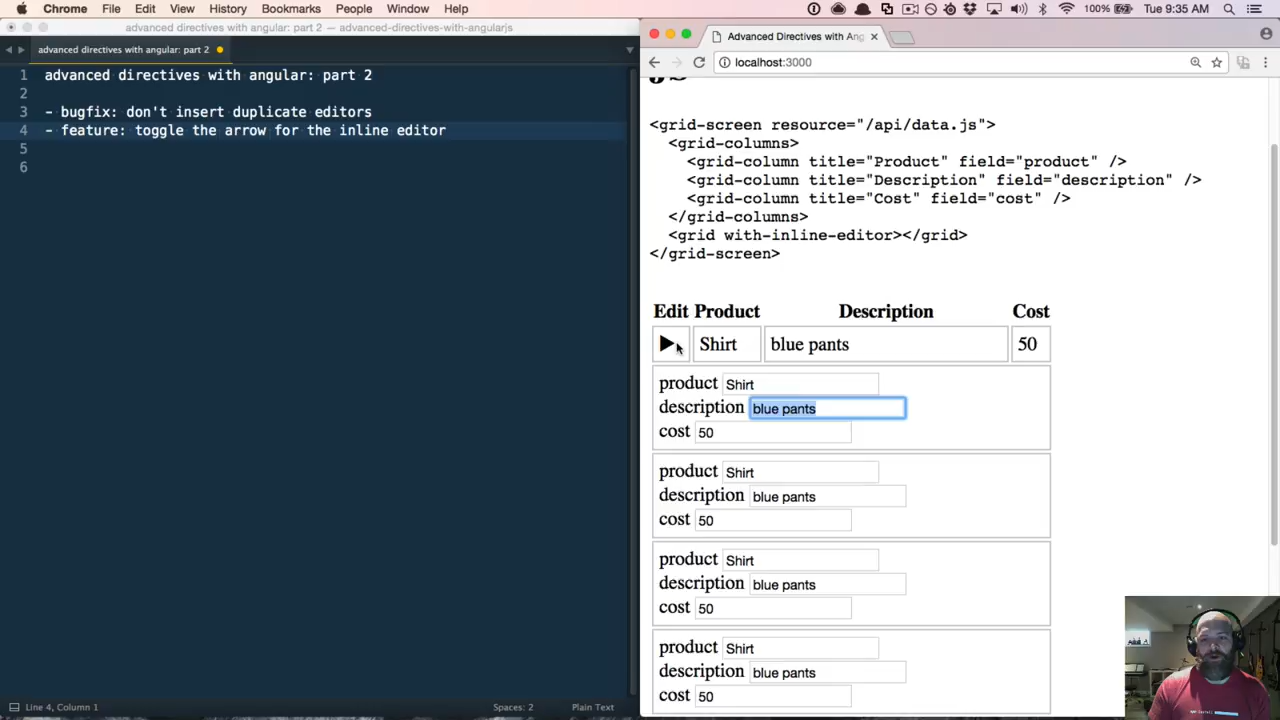 Chrome File Edit View History Bookmarks People Window Help 100% Tue 9:35 AM
advanced directives with angular: part 2 — advanced-directives-with-angularjs
advanced directives with angular: part 2
Advanced Directives with Ang
localhost:3000
1 advanced directives with angular: part 2
2
3 - bugfix: don't insert duplicate editors
4 - feature: toggle the arrow for the inline editor
5
6
<grid-screen resource="/api/data.js">
<grid-columns>
<grid-column title="Product" field="product" />
<grid-column title="Description" field="description" />
<grid-column title="Cost" field="cost" />
</grid-columns>
<grid with-inline-editor></grid>
</grid-screen>
Edit Product Description Cost
Shirt blue pants 50
product Shirt
description blue pants
cost 50
product Shirt
description blue pants
cost 50
product Shirt
description blue pants
cost 50
product Shirt
description blue pants
cost 50
Line 4, Column 1 Spaces: 2 Plain Text